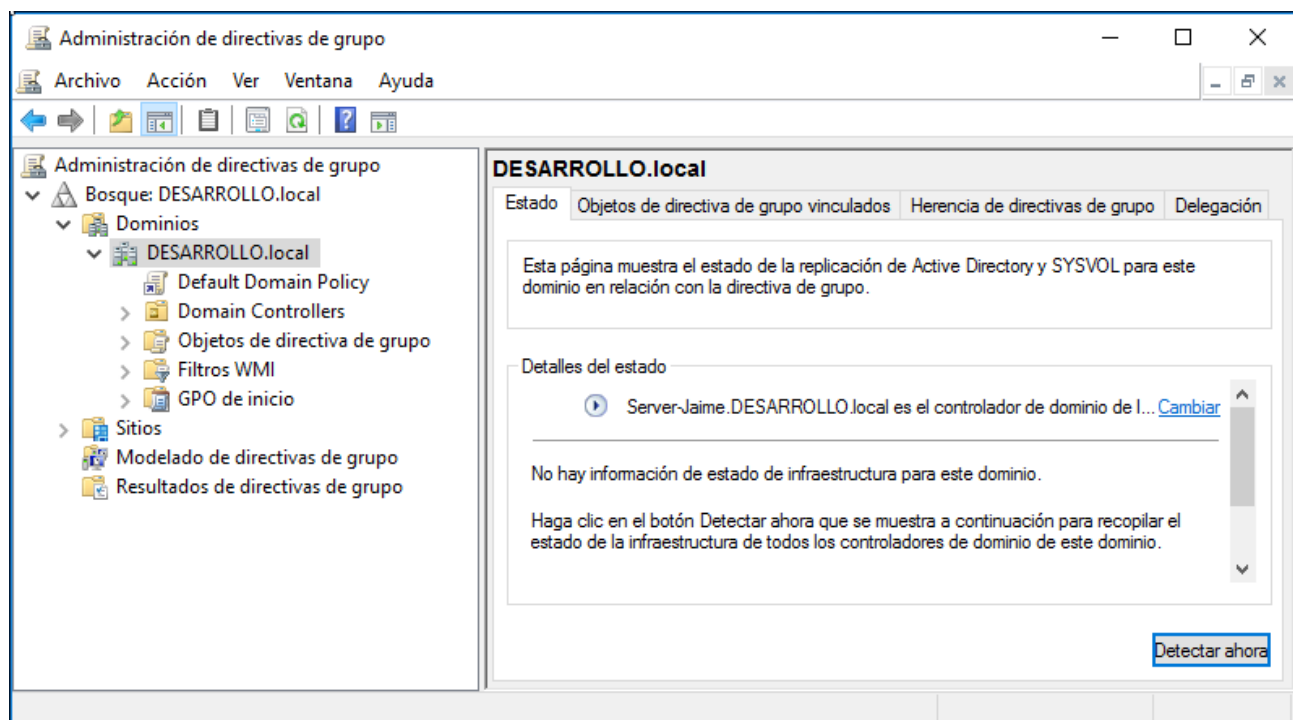 Administración de directivas de grupo
Archivo Acción Ver Ventana Ayuda
Administración de directivas de grupo
Bosque: DESARROLLO.local
Dominios
DESARROLLO.local
Default Domain Policy
Domain Controllers
Objetos de directiva de grupo
Filtros WMI
GPO de inicio
Sitios
Modelado de directivas de grupo
Resultados de directivas de grupo
DESARROLLO.local
Estado Objetos de directiva de grupo vinculados Herencia de directivas de grupo Delegación
Esta página muestra el estado de la replicación de Active Directory y SYSVOL para este
dominio en relación con la directiva de grupo.
Detalles del estado
Server-Jaime.DESARROLLO.local es el controlador de dominio de l... Cambiar
No hay información de estado de infraestructura para este dominio.
Haga clic en el botón Detectar ahora que se muestra a continuación para recopilar el
estado de la infraestructura de todos los controladores de dominio de este dominio.
Detectar ahora